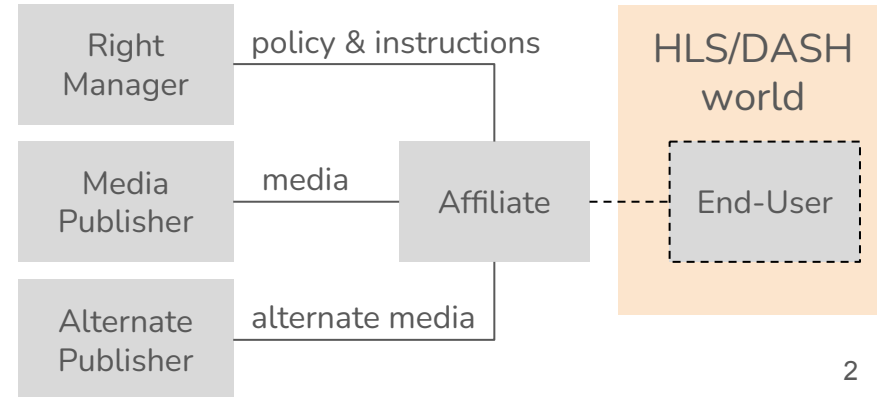 Right
Manager
policy & instructions
HLS/DASH
world
Media
Publisher
media
Affiliate
End-User
Alternate
Publisher
alternate media
2